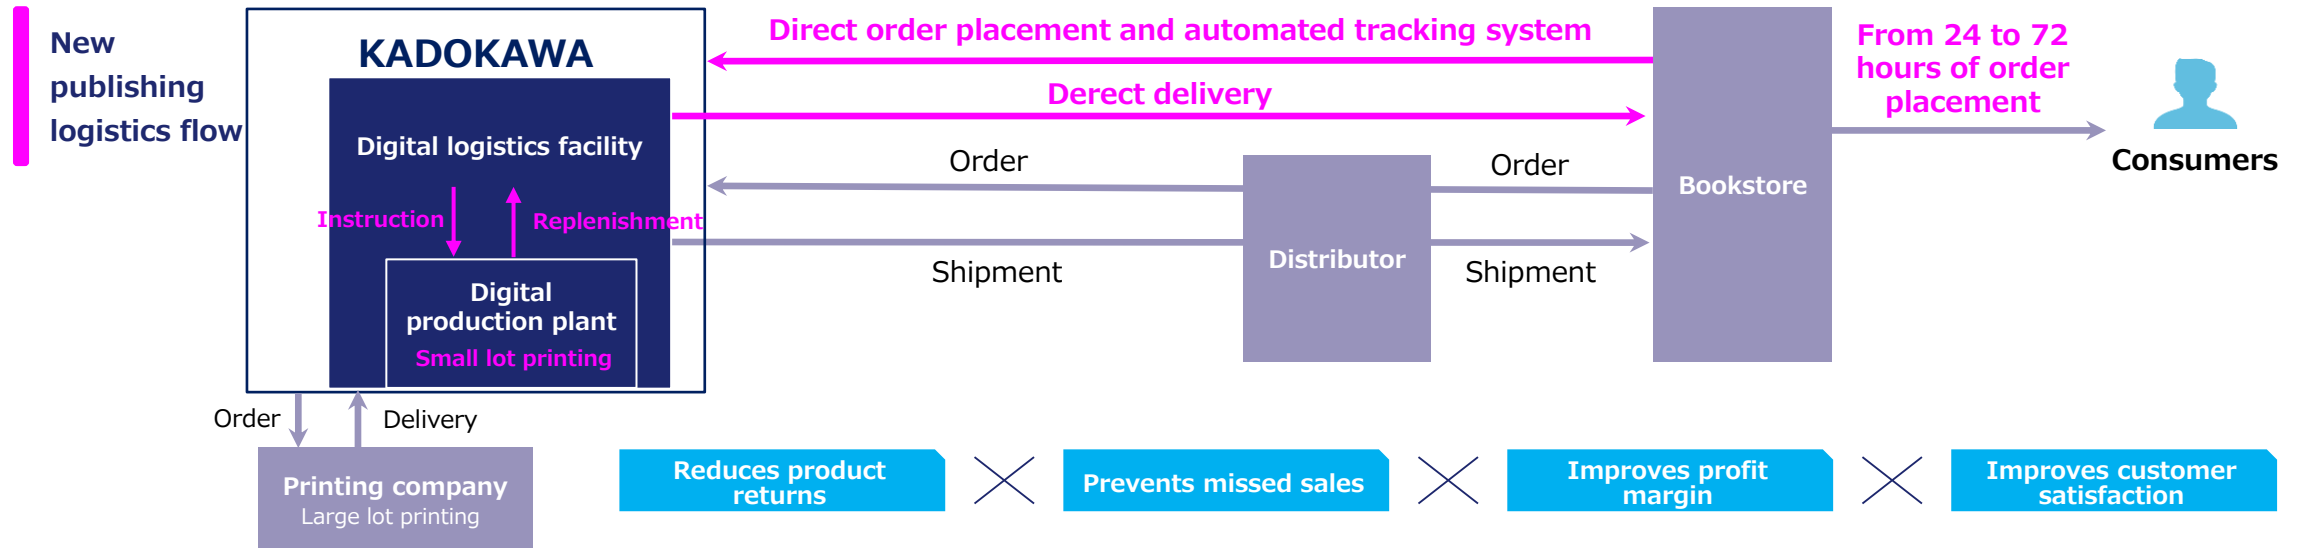 New
publishing
logistics flow
KADOKAWA
Digital logistics facility
Instruction
Replenishment
Digital
production plant
Small lot printing
Order
Delivery
Printing company
Large lot printing
Direct order placement and automated tracking system
Derect delivery
Order
Shipment
Distributor
Order
Shipment
Bookstore
From 24 to 72
hours of order
placement
Consumers
Reduces product
returns
Prevents missed sales
Improves profit
margin
Improves customer
satisfaction